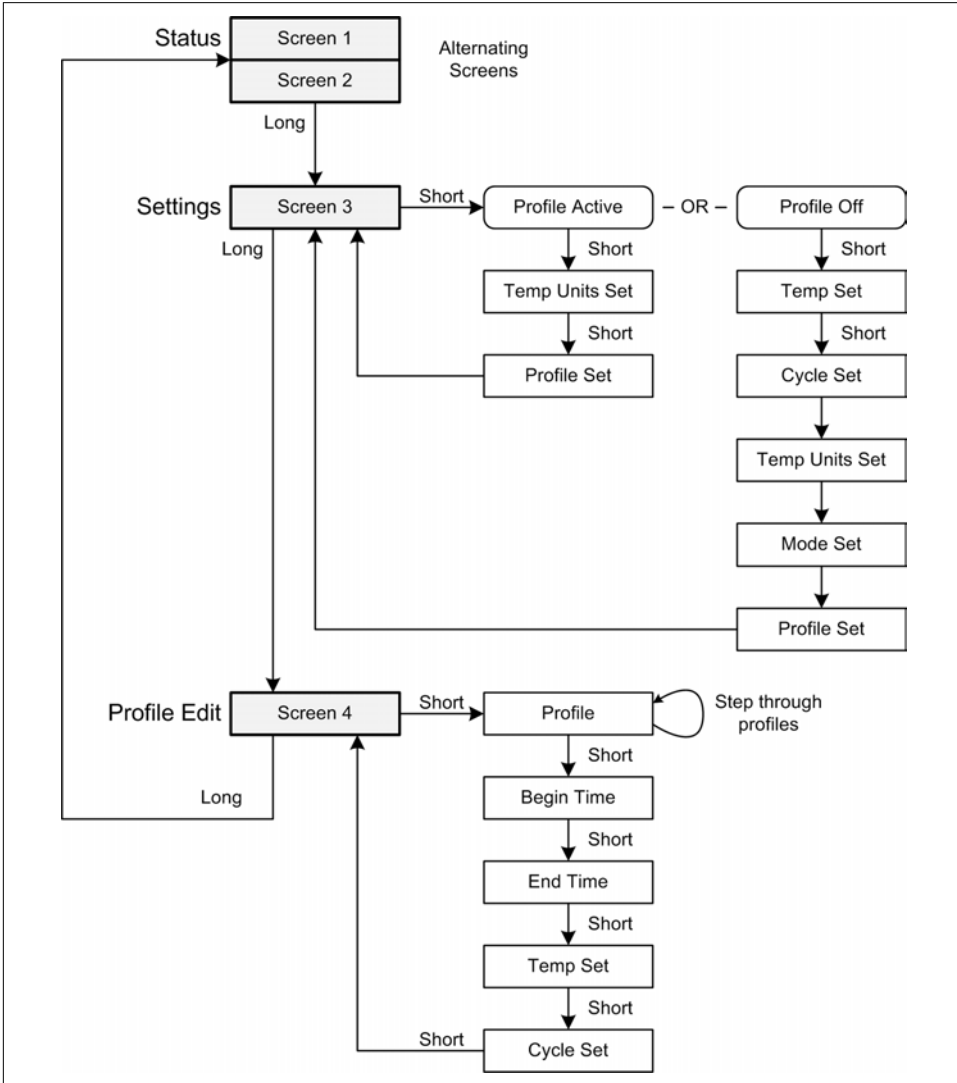 Status
Screen 1
Screen 2
Alternating
Screens
Long
Settings
Screen 3
Short
Profile Active
– OR –
Profile Off
Long
Short
Short
Temp Units Set
Temp Set
Short
Short
Profile Set
Cycle Set
Temp Units Set
Mode Set
Profile Set
Profile Edit
Screen 4
Short
Profile
Step through
profiles
Short
Long
Begin Time
Short
End Time
Short
Temp Set
Short
Short
Cycle Set